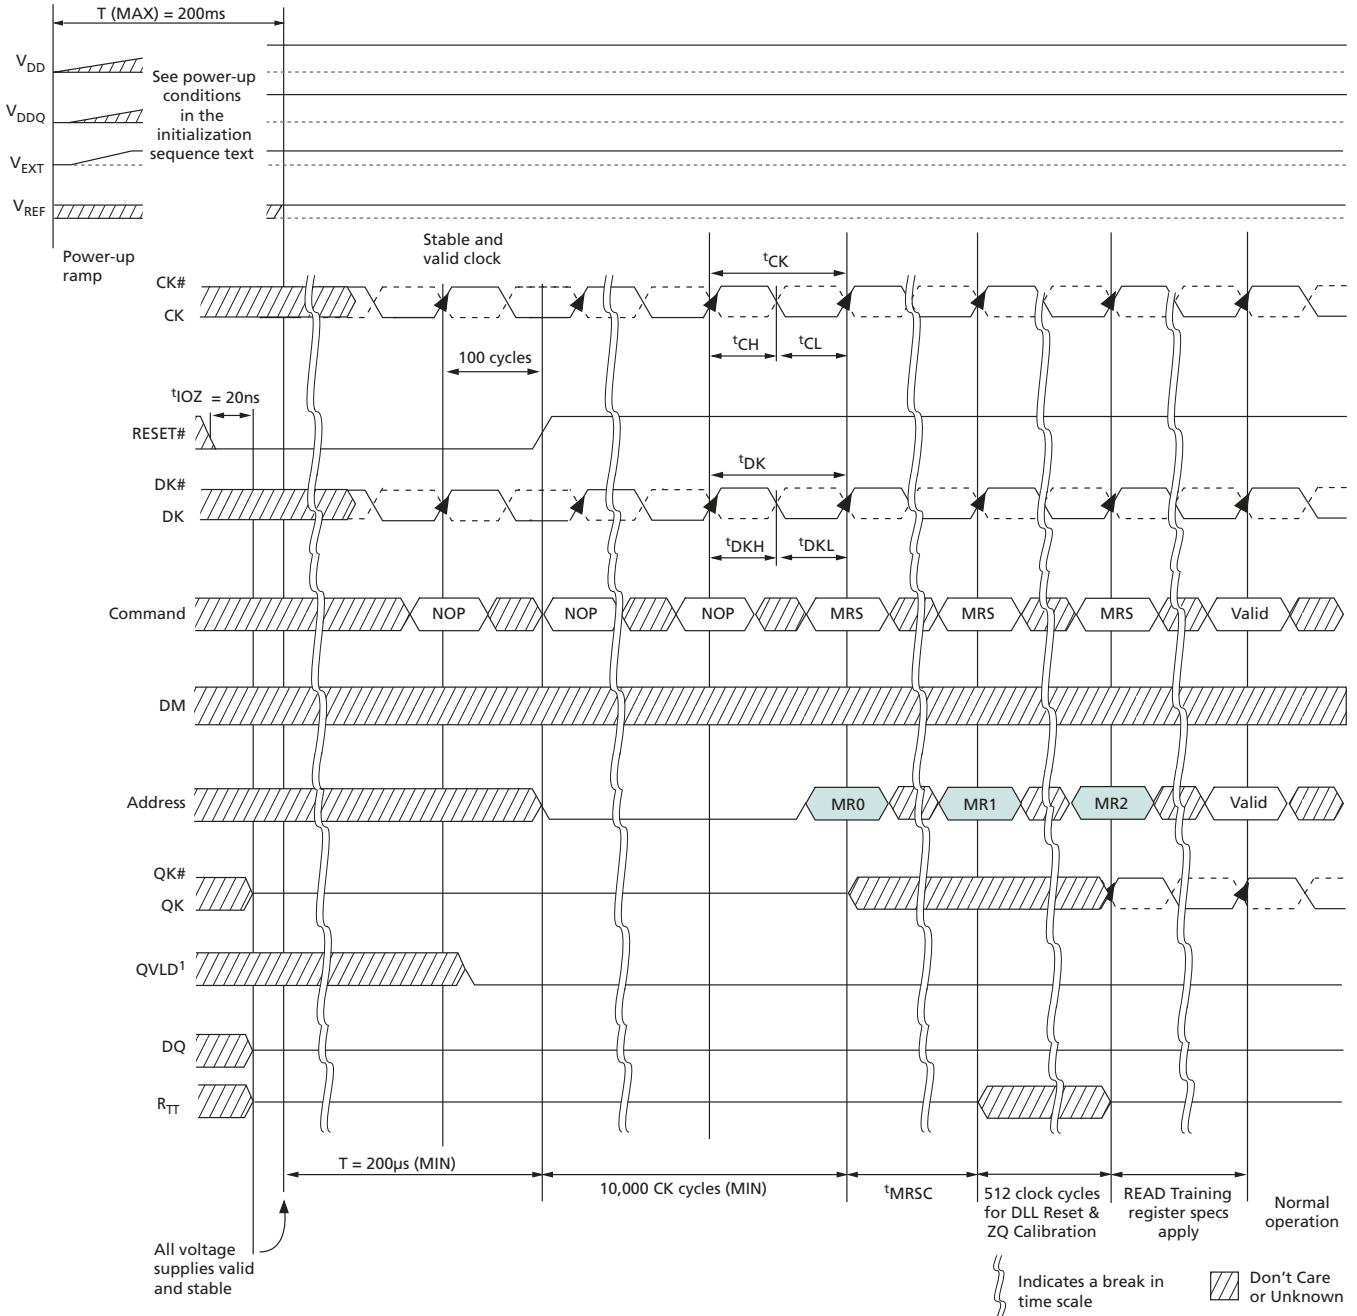 T (MAX) = 200ms
VDD
See power-up
conditions
in the
initialization
sequence text
VDDQ
VEXT
VREF
Power-up
ramp
Stable and
valid clock
tCK
CK#
CK
tCH
tCL
100 cycles
tIOZ = 20ns
RESET#
tDK
DK#
DK
tDKH
tDKL
Command
NOP
NOP
NOP
MRS
MRS
MRS
Valid
DM
Address
MR0
MR1
MR2
Valid
QK#
QK
QVLD1
DQ
RTT
T = 200μs (MIN)
10,000 CK cycles (MIN)
tMRSC
512 clock cycles
for DLL Reset &
ZQ Calibration
READ Training
register specs
apply
Normal
operation
All voltage
supplies valid
and stable
Indicates a break in
time scale
Don't Care
or Unknown